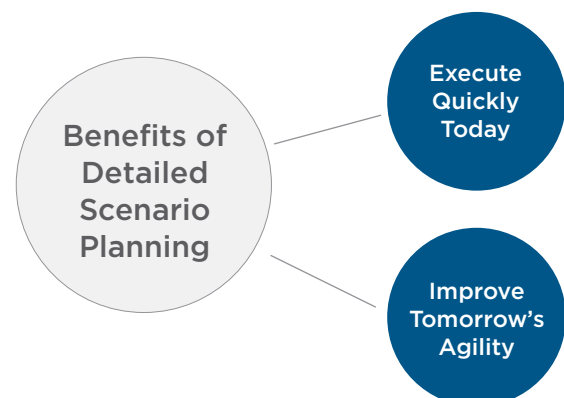 Benefits of
Detailed
Scenario
Planning
Execute
Quickly
Today
Improve
Tomorrow’s
Agility